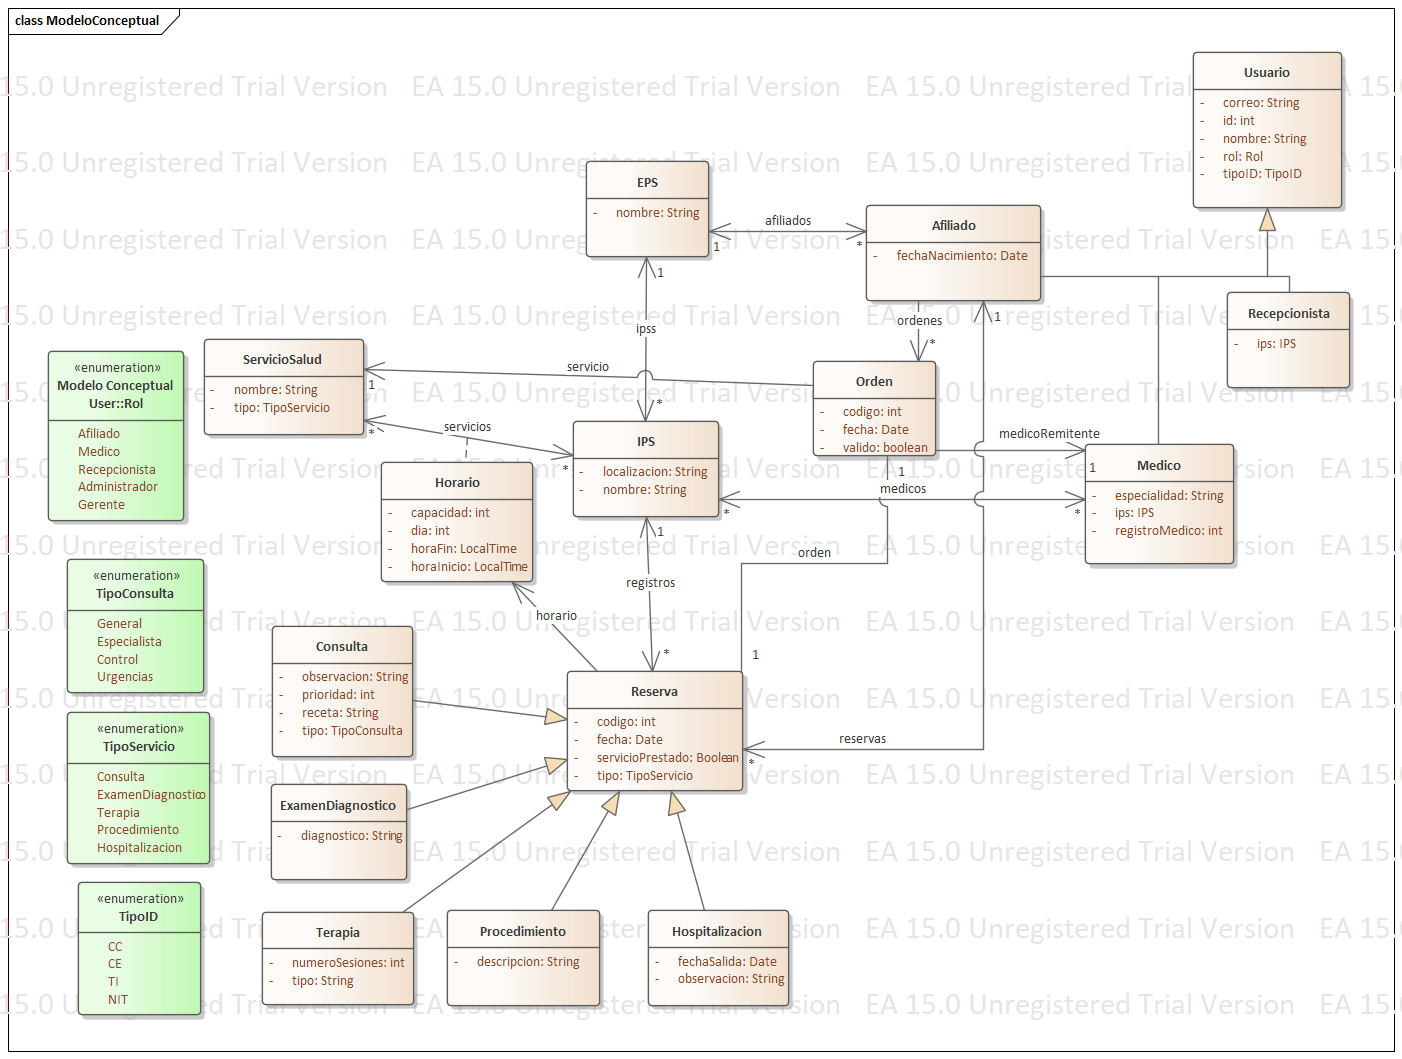 class ModeloConceptual
Usuario
- correo: String
- id: int
- nombre: String
- rol: Rol
- tipoID: TipoID
EPS
- nombre: String
afiliados
1
*
Afiliado
- fechaNacimiento: Date
Recepcionista
- ips: IPS
1
ipss
*
ordenes
*
1
ServicioSalud
- nombre: String
- tipo: TipoServicio
servicio
1
Orden
- codigo: int
- fecha: Date
- valido: boolean
«enumeration»
Modelo Conceptual
User::Rol
Afiliado
Medico
Recepcionista
Administrador
Gerente
servicios
*
*
IPS
- localizacion: String
- nombre: String
medicoRemitente
1
Medico
- especialidad: String
- ips: IPS
- registroMedico: int
medicos
*
*
Horario
- capacidad: int
- dia: int
- horaFin: LocalTime
- horaInicio: LocalTime
1
registros
*
1
orden
1
horario
«enumeration»
TipoConsulta
General
Especialista
Control
Urgencias
Consulta
- observacion: String
- prioridad: int
- receta: String
- tipo: TipoConsulta
Reserva
- codigo: int
- fecha: Date
- servicioPrestado: Boolean
- tipo: TipoServicio
reservas
*
«enumeration»
TipoServicio
Consulta
ExamenDiagnostico
Terapia
Procedimiento
Hospitalizacion
ExamenDiagnostico
- diagnostico: String
«enumeration»
TipoID
CC
CE
TI
NIT
Terapia
- numeroSesiones: int
- tipo: String
Procedimiento
- descripcion: String
Hospitalizacion
- fechaSalida: Date
- observacion: String
EA 15.0 Unregistered Trial Version